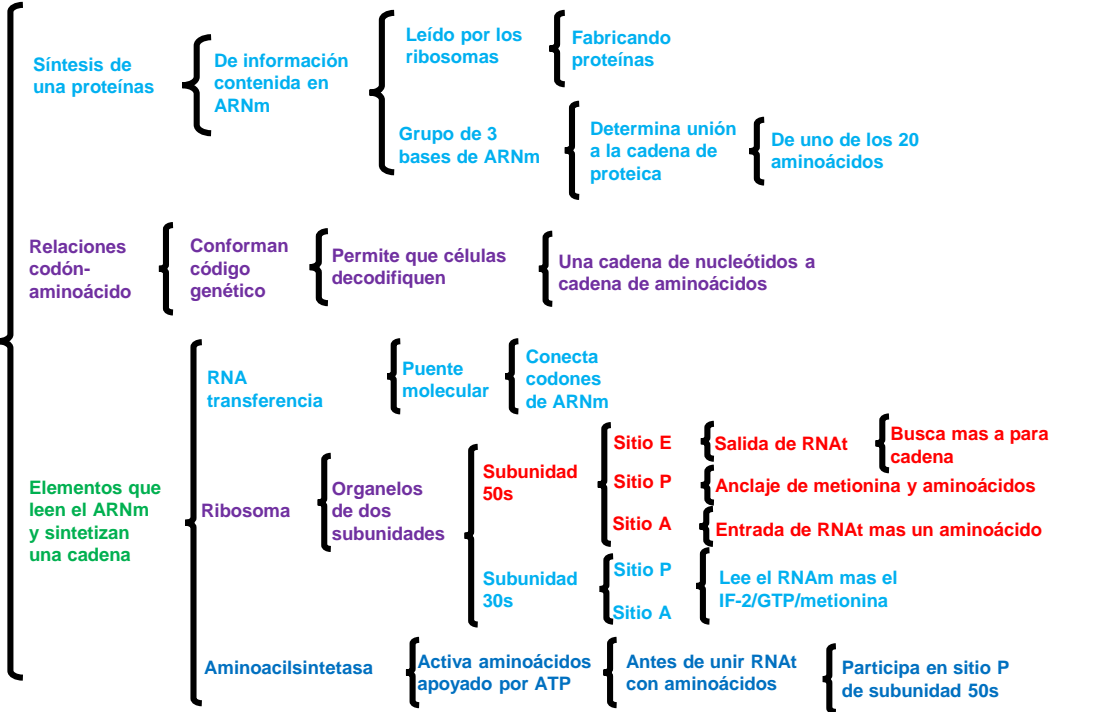 Síntesis de
una proteínas
De información
contenida en
ARNm
Leído por los
ribosomas
Fabricando
proteínas
Grupo de 3
bases de ARNm
Determina unión
a la cadena de
proteica
De uno de los 20
aminoácidos
Relaciones
codón-
aminoácido
Conforman
código
genético
Permite que células
decodifiquen
Una cadena de nucleótidos a
cadena de aminoácidos
Elementos que
leen el ARNm
y sintetizan
una cadena
RNA
transferencia
Puente
molecular
Conecta
codones
de ARNm
Ribosoma
Organelos
de dos
subunidades
Subunidad
50s
Sitio E
Salida de RNAt
Busca mas a para
cadena
Sitio P
Anclaje de metionina y aminoácidos
Sitio A
Entrada de RNAt mas un aminoácido
Subunidad
30s
Sitio P
Sitio A
Lee el RNAm mas el
IF-2/GTP/metionina
Aminoacilsintetasa
Activa aminoácidos
apoyado por ATP
Antes de unir RNAt
con aminoácidos
Participa en sitio P
de subunidad 50s